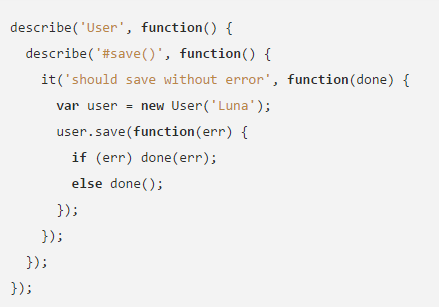 describe('User', function() {
  describe('#save()', function() {
    it('should save without error', function(done) {
      var user = new User('Luna');
      user.save(function(err) {
        if (err) done(err);
        else done();
      });
    });
  });
});